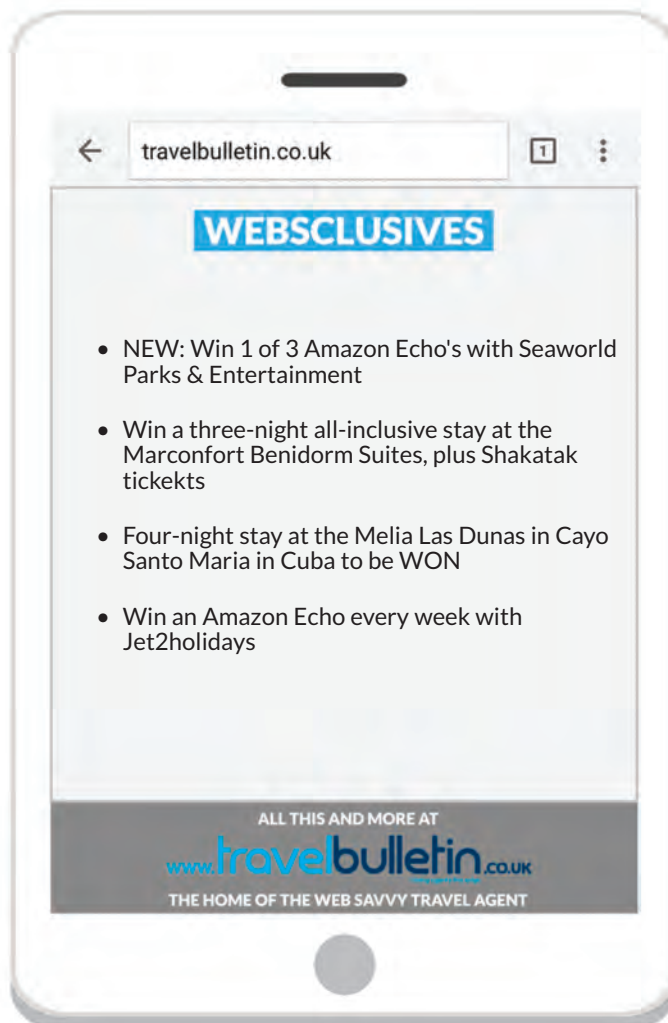 travelbulletin.co.uk
1
WEBSCLUSIVES
• NEW: Win 1 of 3 Amazon Echo's with Seaworld
Parks & Entertainment
• Win a three-night all-inclusive stay at the
Marconfort Benidorm Suites, plus Shakatak
tickekts
• Four-night stay at the Melia Las Dunas in Cayo
Santo Maria in Cuba to be WON
• Win an Amazon Echo every week with
Jet2holidays
ALL THIS AND MORE AT
www.travelbulletin.co.uk
THE HOME OF THE WEB SAVVY TRAVEL AGENT